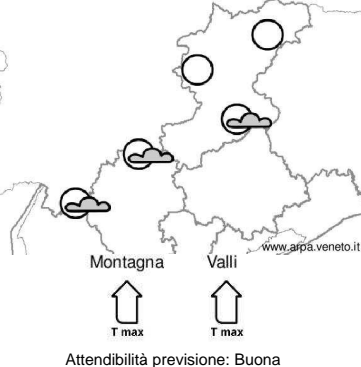 www.arpa.veneto.it
Montagna Valli
T max T max
Attendibilità previsione: Buona